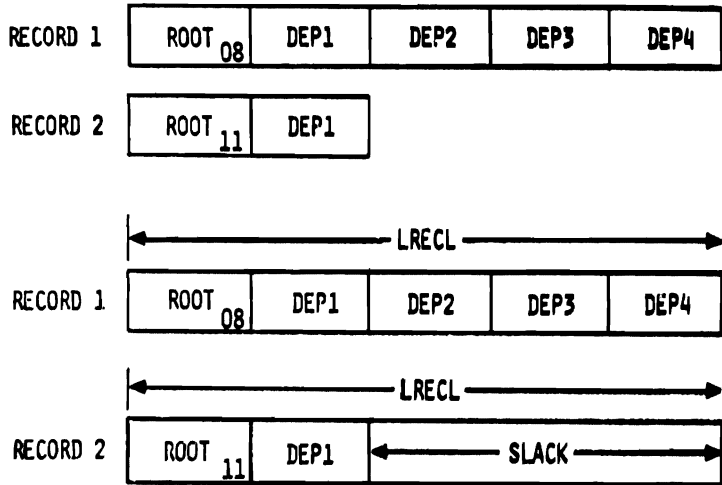 RECORD 1 ROOT 08 DEP1 DEP2 DEP3 DEP4
RECORD 2 ROOT 11 DEP1
LRECL
RECORD 1 ROOT 08 DEP1 DEP2 DEP3 DEP4
LRECL
RECORD 2 ROOT 11 DEP1 SLACK